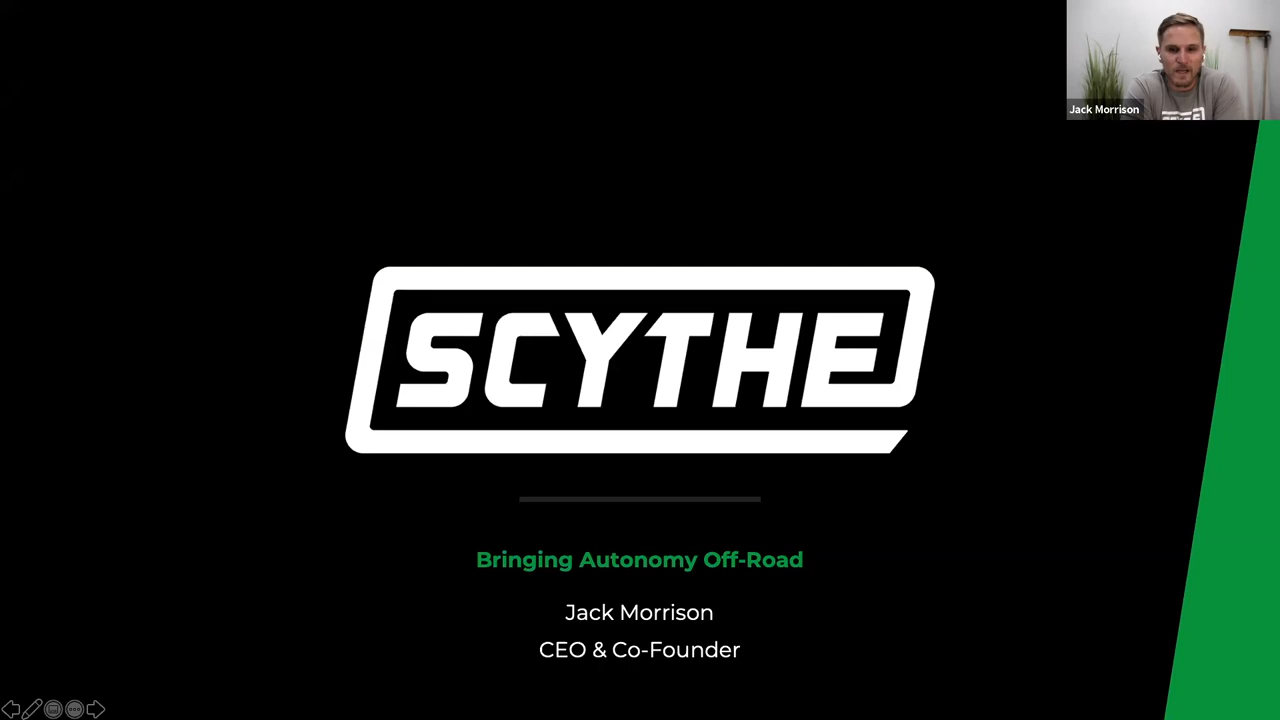 Jack Morrison
SCYTHE
Bringing Autonomy Off-Road
Jack Morrison
CEO & Co-Founder